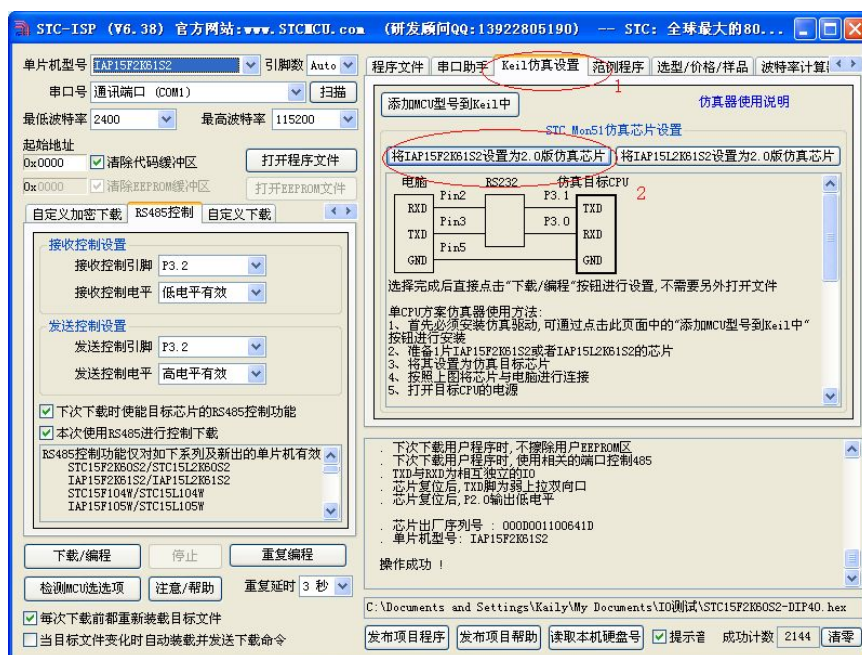 STC-ISP (V6.38) 官方网站:www.STCMCU.com (研发顾问QQ:13922805190) -- STC: 全球最大的80...
单片机型号 IAP15F2K61S2 引脚数 Auto
串口号 通讯端口 (COM1) 扫描
最低波特率 2400 最高波特率 115200
起始地址
0x0000 清除代码缓冲区 打开程序文件
0x0000 清除EEPROM缓冲区 打开EEPROM文件
自定义加密下载 RS485控制 自定义下载
接收控制设置
接收控制引脚 P3.2
接收控制电平 低电平有效
发送控制设置
发送控制引脚 P3.2
发送控制电平 高电平有效
下次下载时使能目标芯片的RS485控制功能
本次使用RS485进行控制下载
RS485控制功能仅对如下系列及新出的单片机有效
STC15F2K60S2/STC15L2K60S2
IAP15F2K61S2/IAP15L2K61S2
STC15F104W/STC15L104W
IAP15F105W/STC15L105W
下载/编程 停止 重复编程
检测MCU选选项 注意/帮助 重复延时 3 秒
每次下载前都重新装载目标文件
当目标文件变化时自动装载并发送下载命令
程序文件 串口助手 Keil仿真设置 范例程序 选型/价格/样品 波特率计算
1
添加MCU型号到Keil中 仿真器使用说明
STC Mon51仿真芯片设置
将IAP15F2K61S2设置为2.0版仿真芯片 将IAP15L2K61S2设置为2.0版仿真芯片
2
电脑 RS232 仿真目标CPU
RXD Pin2 P3.1 TXD
TXD Pin3 P3.0 RXD
GND Pin5 GND
选择完成后直接点击"下载/编程"按钮进行设置,不需要另外打开文件
单CPU方案仿真器使用方法:
1、首先必须安装仿真驱动,可通过点击此页面中的"添加MCU型号到Keil中"
按钮进行安装
2、准备1片IAP15F2K61S2或者IAP15L2K61S2的芯片
3、将其设置为仿真目标芯片
4、按照上图将芯片与电脑进行连接
5、打开目标CPU的电源
. 下次下载用户程序时,不擦除用户EEPROM区
. 下次下载用户程序时,使用相关的端口控制485
. TXD与RXD为相互独立的IO
. 芯片复位后,TXD脚为弱上拉双向口
. 芯片复位后,P2.0输出低电平
. 芯片出厂序列号 : 000D001100641D
. 单片机型号: IAP15F2K61S2
操作成功 !
C:\Documents and Settings\Kaily\My Documents\IO测试\STC15F2K60S2-DIP40.hex
发布项目程序 发布项目帮助 读取本机硬盘号 提示音 成功计数 2144 清零